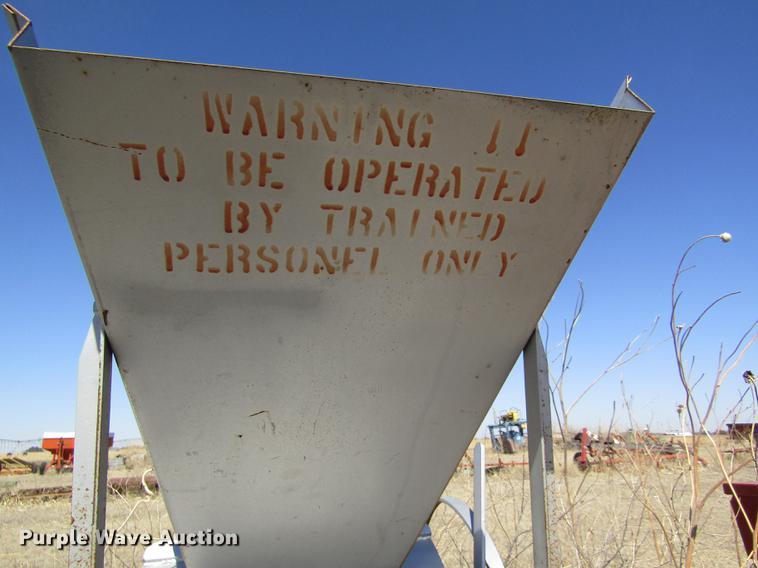 WARNING !!
TO BE OPERATED
BY TRAINED
PERSONEL ONLY
Purple Wave Auction